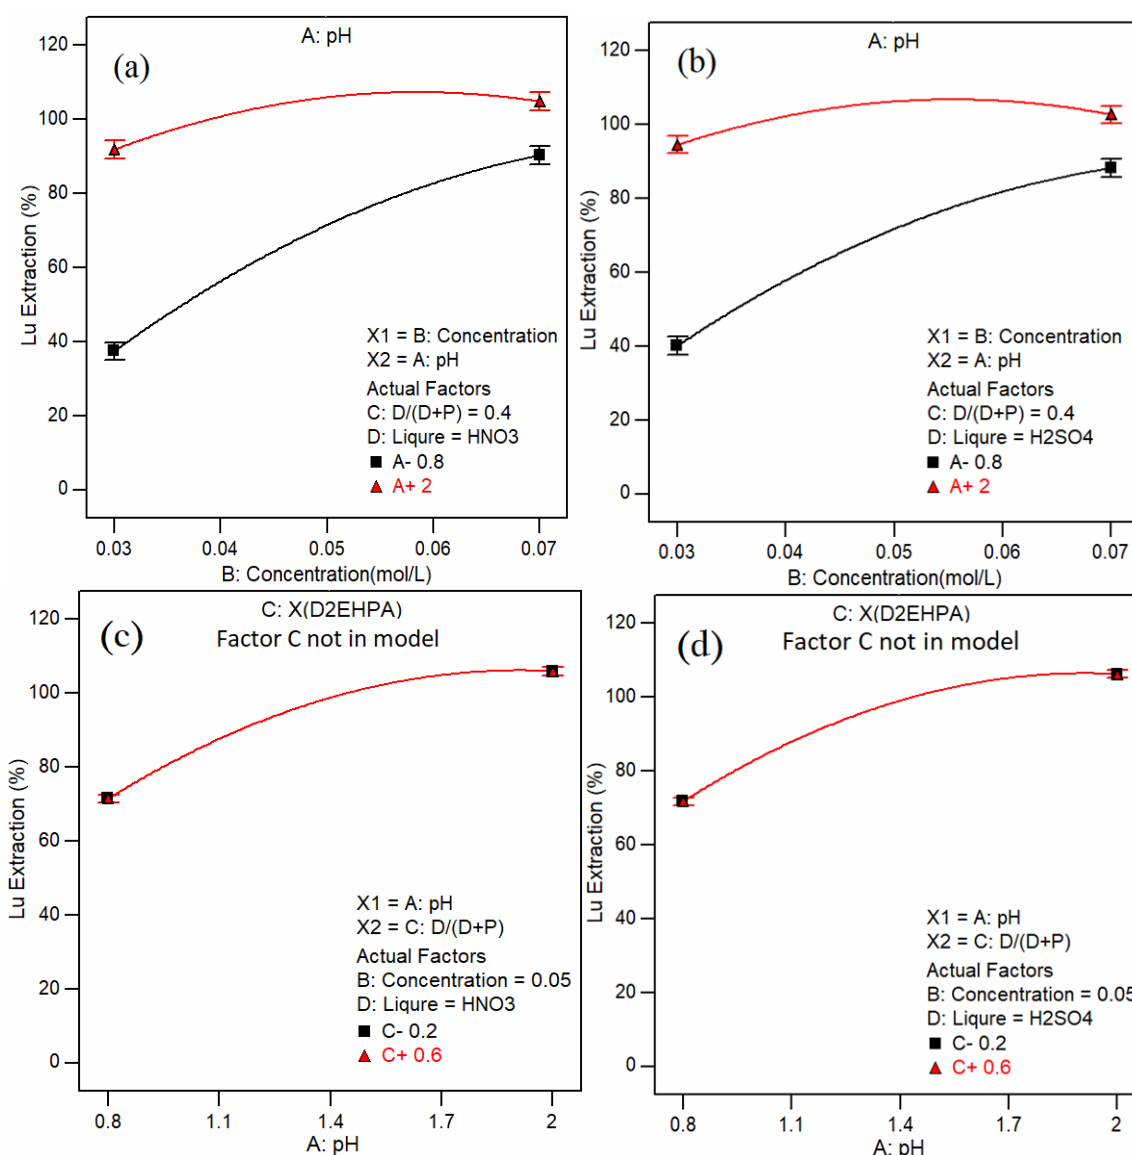 A: pH
(a)
120
100
80
60
40
20
0
Lu Extraction (%)
X1 = B: Concentration
X2 = A: pH
Actual Factors
C: D/(D+P) = 0.4
D: Liqure = HNO3
A- 0.8
A+ 2
0.03 0.04 0.05 0.06 0.07
B: Concentration(mol/L)
A: pH
(b)
120
100
80
60
40
20
0
Lu Extraction (%)
X1 = B: Concentration
X2 = A: pH
Actual Factors
C: D/(D+P) = 0.4
D: Liqure = H2SO4
A- 0.8
A+ 2
0.03 0.04 0.05 0.06 0.07
B: Concentration(mol/L)
C: X(D2EHPA)
Factor C not in model
(c)
120
100
80
60
40
20
0
Lu Extraction (%)
X1 = A: pH
X2 = C: D/(D+P)
Actual Factors
B: Concentration = 0.05
D: Liqure = HNO3
C- 0.2
C+ 0.6
0.8 1.1 1.4 1.7 2
A: pH
C: X(D2EHPA)
Factor C not in model
(d)
120
100
80
60
40
20
0
Lu Extraction (%)
X1 = A: pH
X2 = C: D/(D+P)
Actual Factors
B: Concentration = 0.05
D: Liqure = H2SO4
C- 0.2
C+ 0.6
0.8 1.1 1.4 1.7 2
A: pH